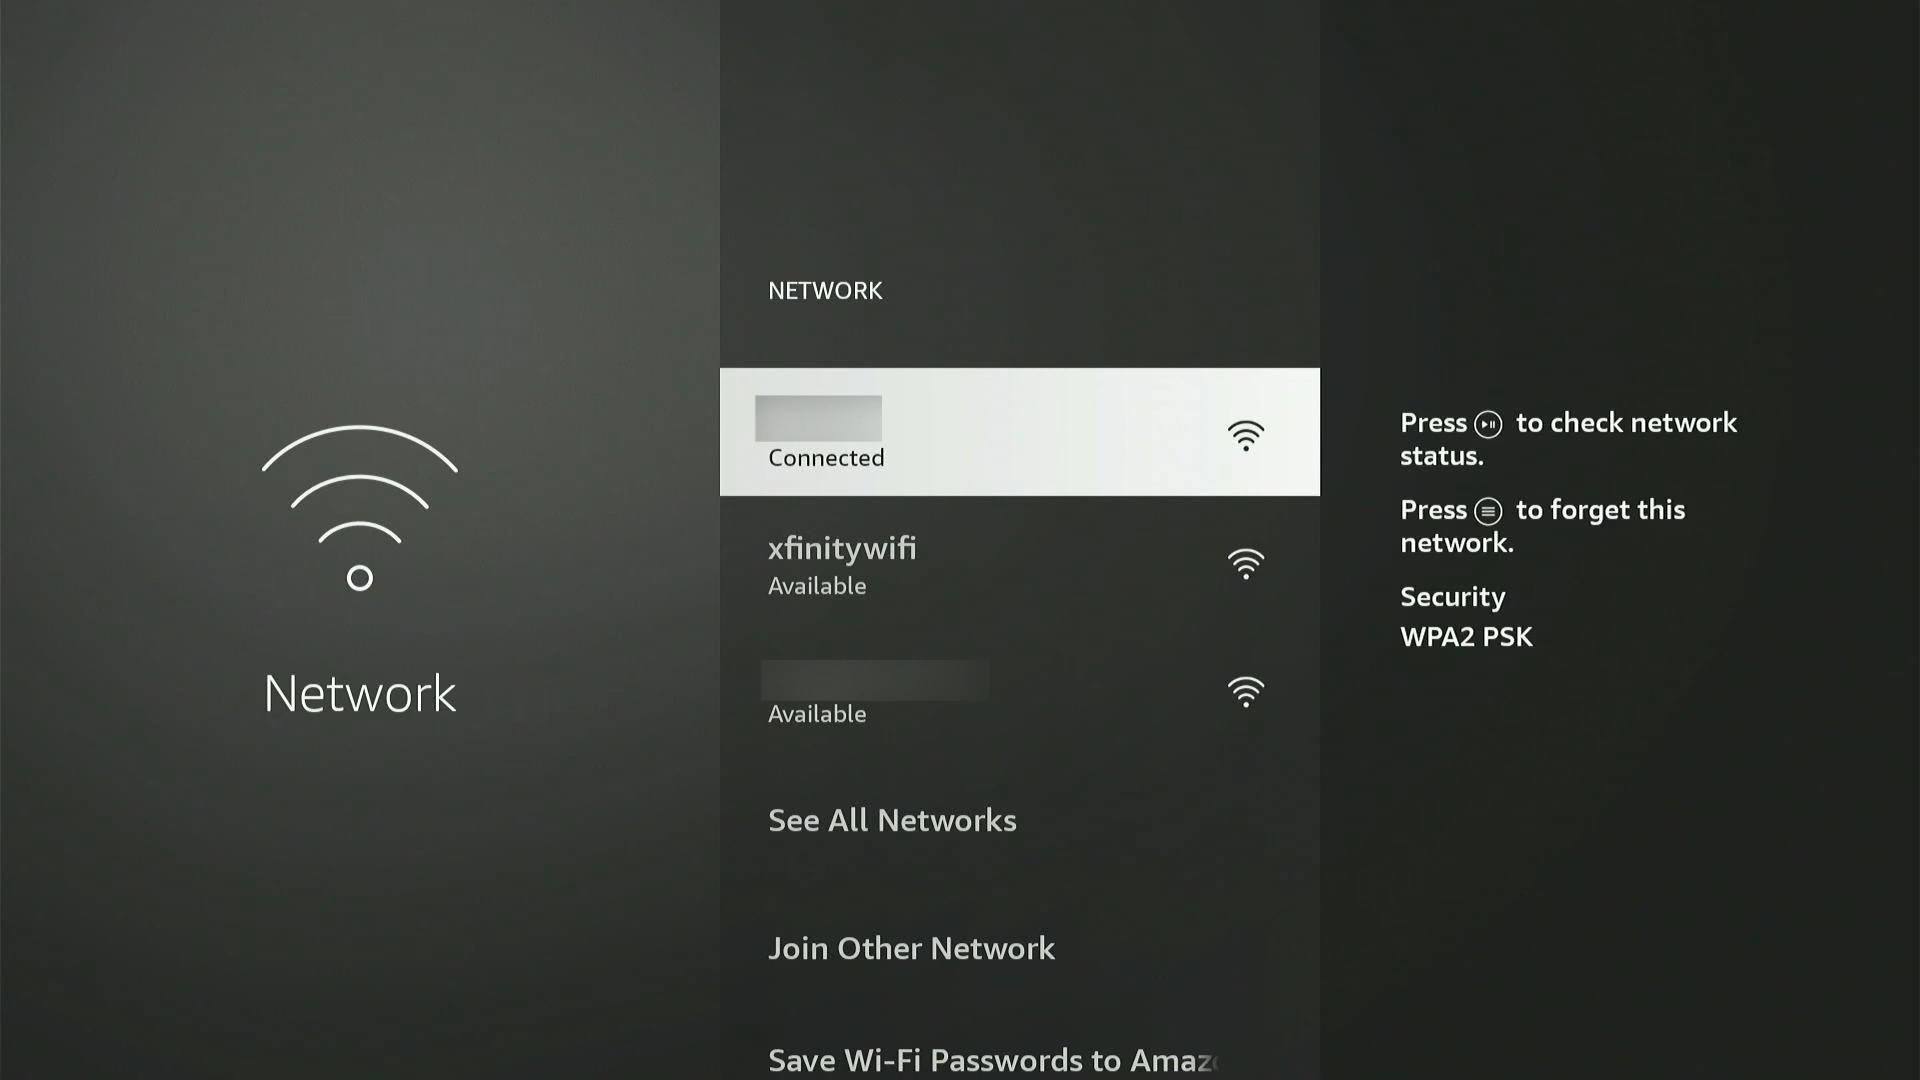 Network
NETWORK
Connected
xfinitywifi
Available
Available
See All Networks
Join Other Network
Save Wi-Fi Passwords to Amaz
Press to check network
status.
Press to forget this
network.
Security
WPA2 PSK